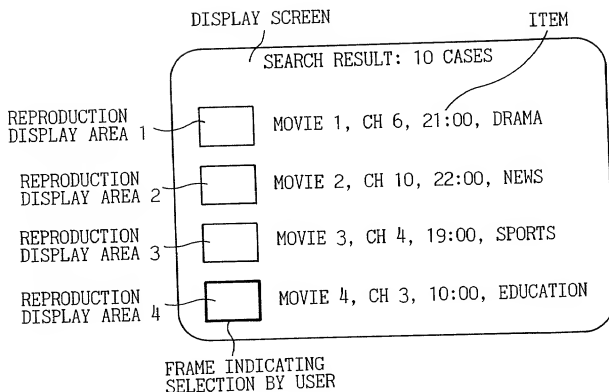 DISPLAY SCREEN
ITEM
SEARCH RESULT: 10 CASES
REPRODUCTION
DISPLAY AREA 1
MOVIE 1, CH 6, 21:00, DRAMA
REPRODUCTION
DISPLAY AREA 2
MOVIE 2, CH 10, 22:00, NEWS
REPRODUCTION
DISPLAY AREA 3
MOVIE 3, CH 4, 19:00, SPORTS
REPRODUCTION
DISPLAY AREA 4
MOVIE 4, CH 3, 10:00, EDUCATION
FRAME INDICATING
SELECTION BY USER